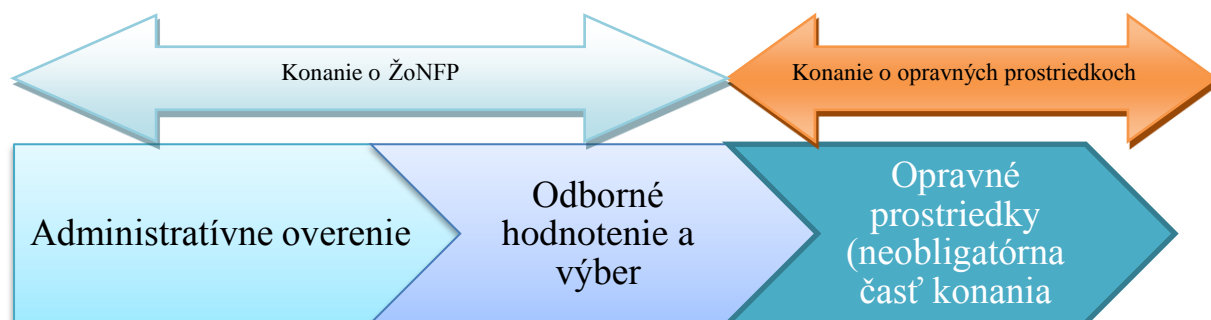 Konanie o ŽoNFP
Konanie o opravných prostriedkoch
Administratívne overenie
Odborné
hodnotenie a
výber
Opravné
prostriedky
(neobligatórna
časť konania